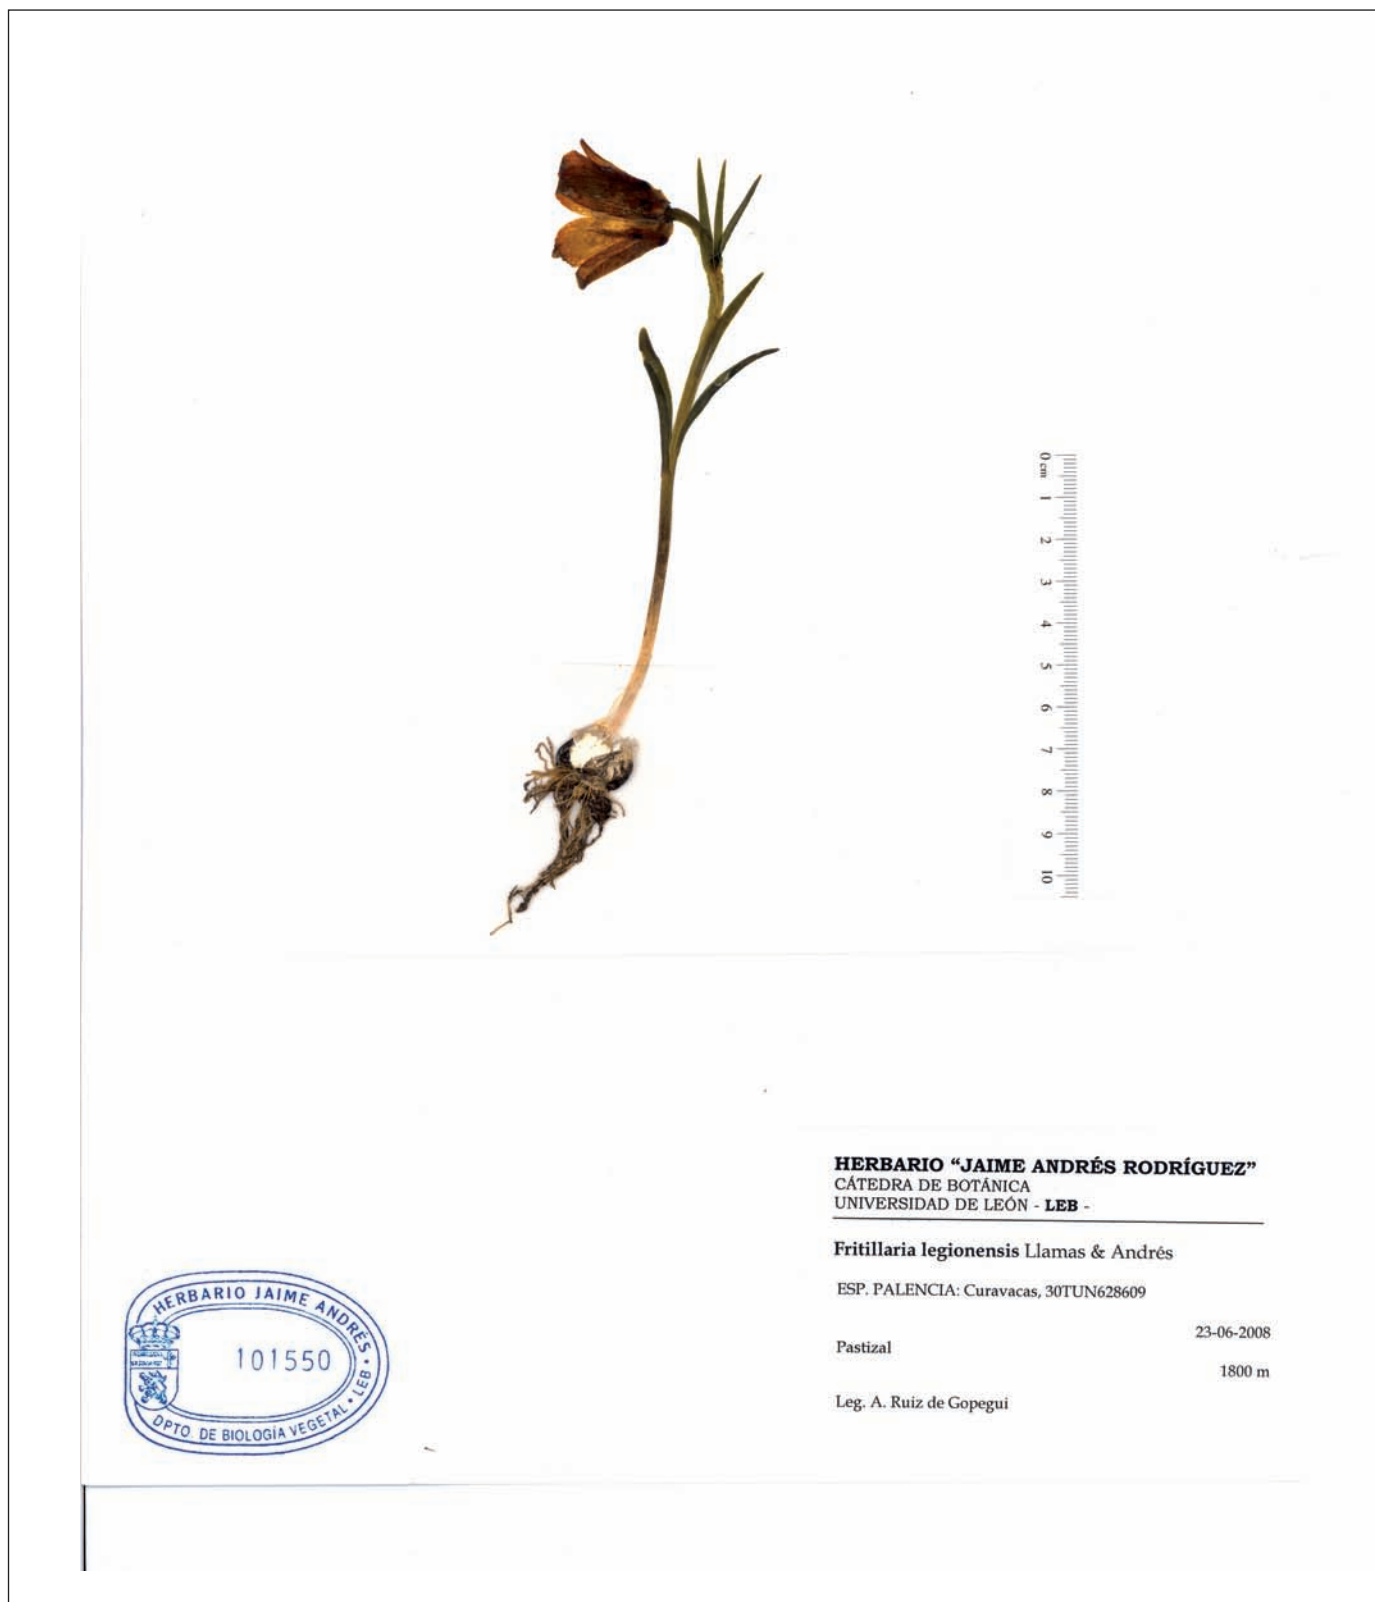 0 cm
1
2
3
4
5
6
7
8
9
10
HERBARIO “JAIME ANDRÉS RODRÍGUEZ”
CÁTEDRA DE BOTÁNICA
UNIVERSIDAD DE LEÓN - LEB -
Fritillaria legionensis Llamas & Andrés
ESP. PALENCIA: Curavacas, 30TUN628609
23-06-2008
Pastizal
1800 m
Leg. A. Ruiz de Gopegui
HERBARIO JAIME ANDRÉS • LEB •
101550
DPTO. DE BIOLOGÍA VEGETAL